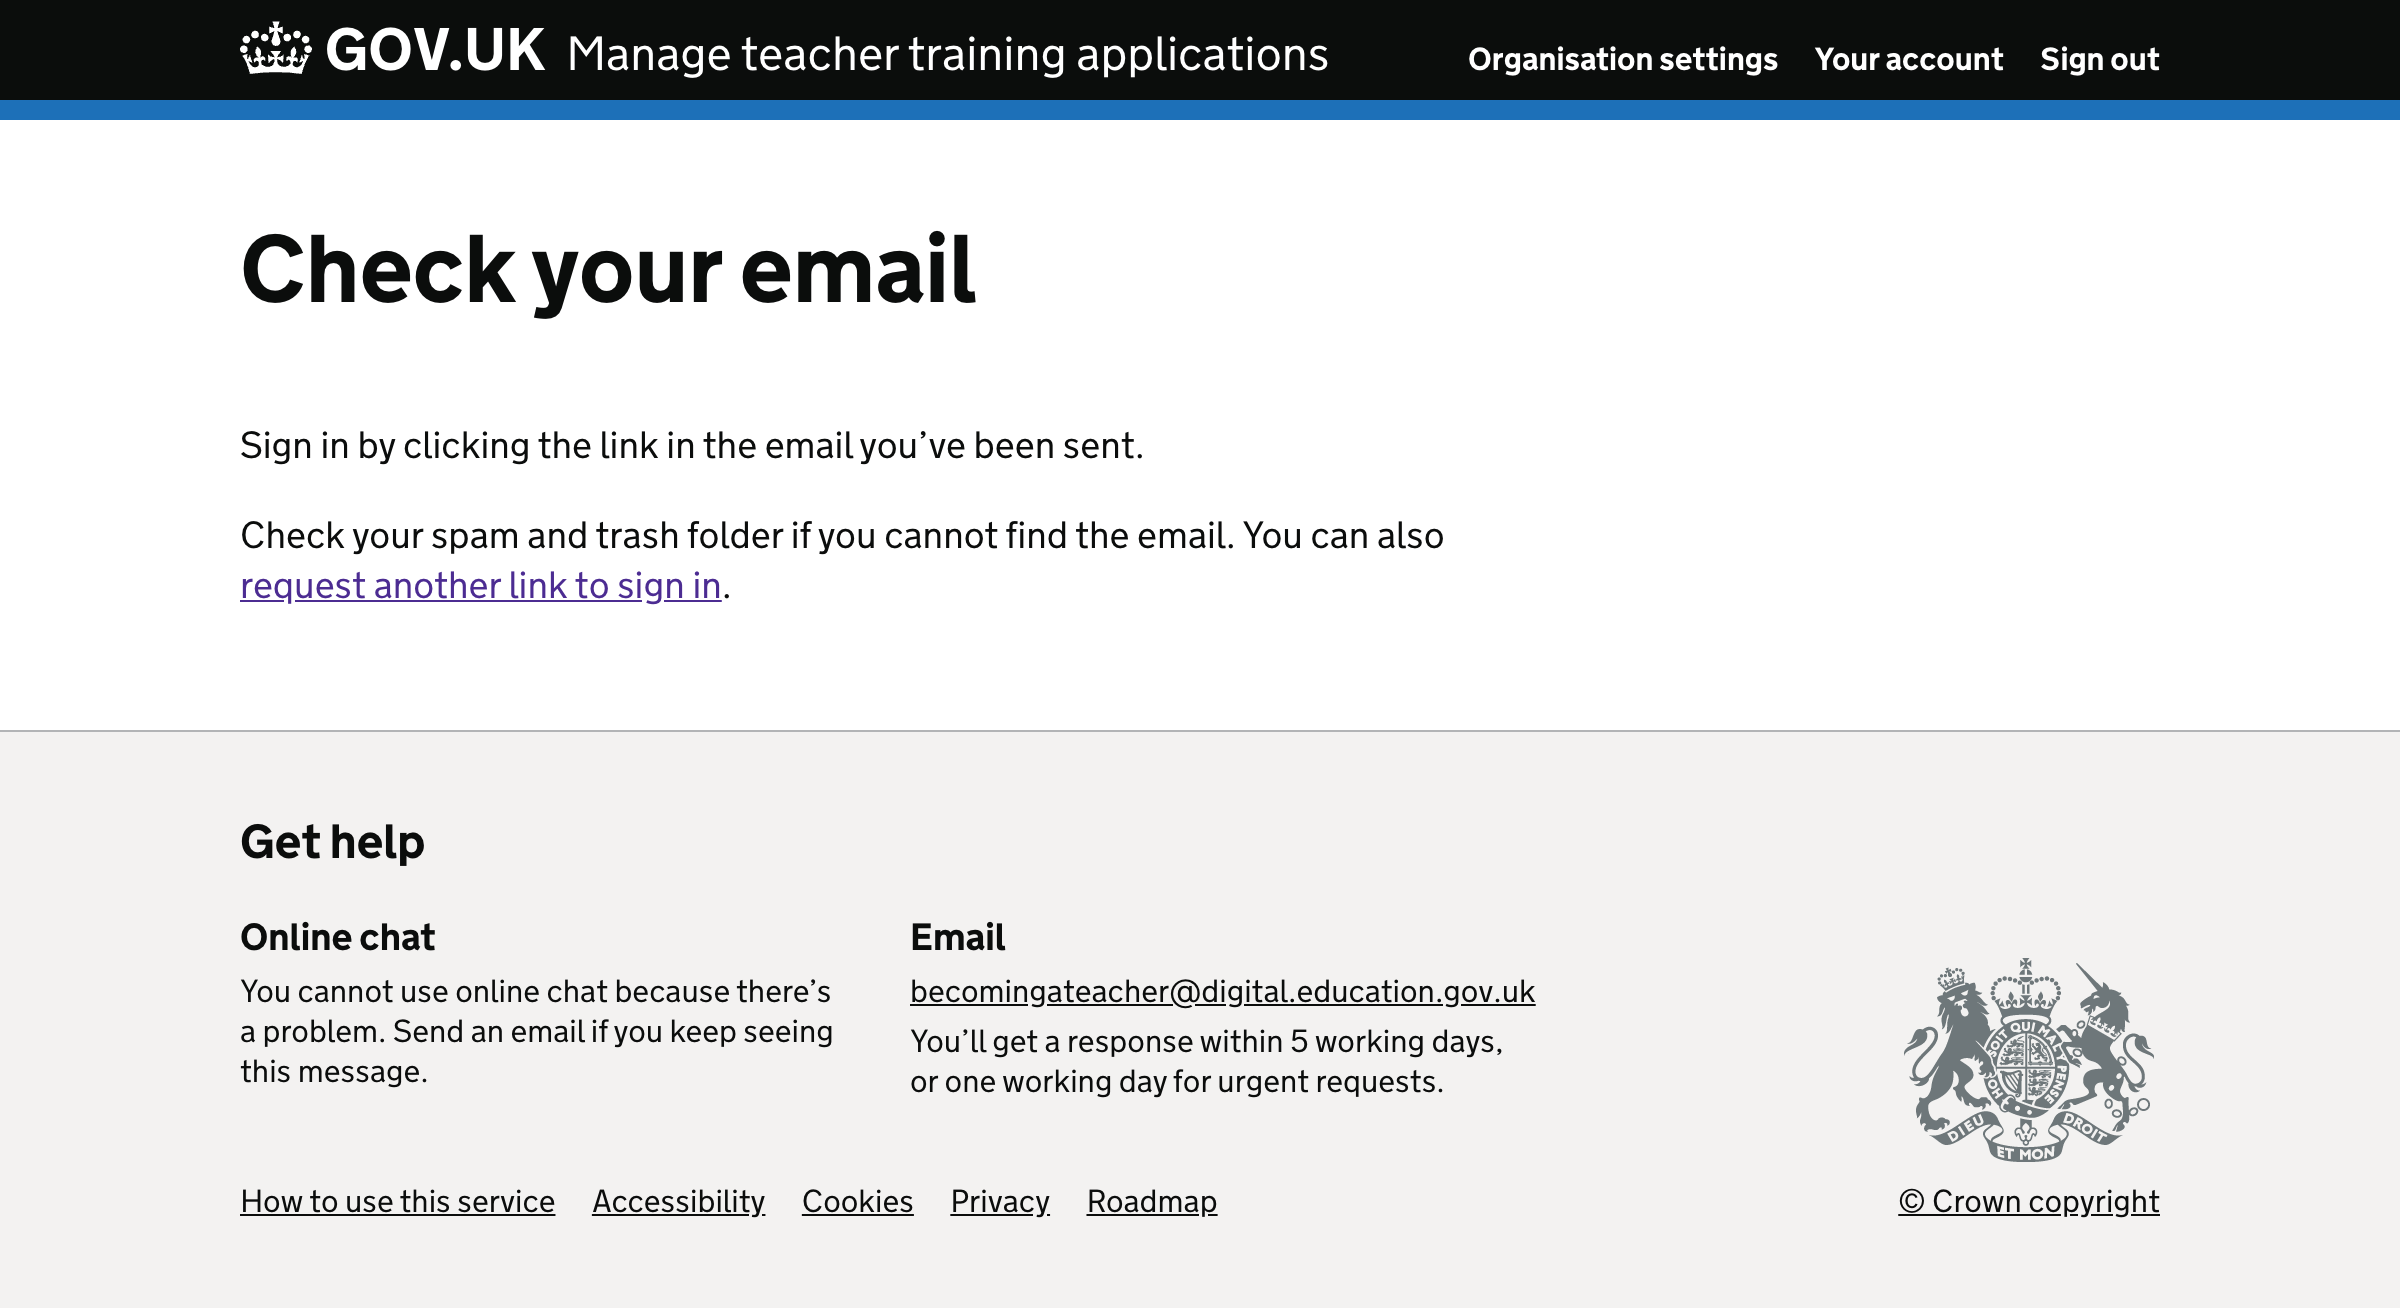 GOV.UK Manage teacher training applications Organisation settings Your account Sign out
Check your email
Sign in by clicking the link in the email you’ve been sent.
Check your spam and trash folder if you cannot find the email. You can also
request another link to sign in.
Get help
Online chat
You cannot use online chat because there’s
a problem. Send an email if you keep seeing
this message.
Email
becomingateacher@digital.education.gov.uk
You’ll get a response within 5 working days,
or one working day for urgent requests.
SOIT QUI MAL
PENSE
HON
DIEU
ET MON
DROIT
How to use this service Accessibility Cookies Privacy Roadmap
© Crown copyright